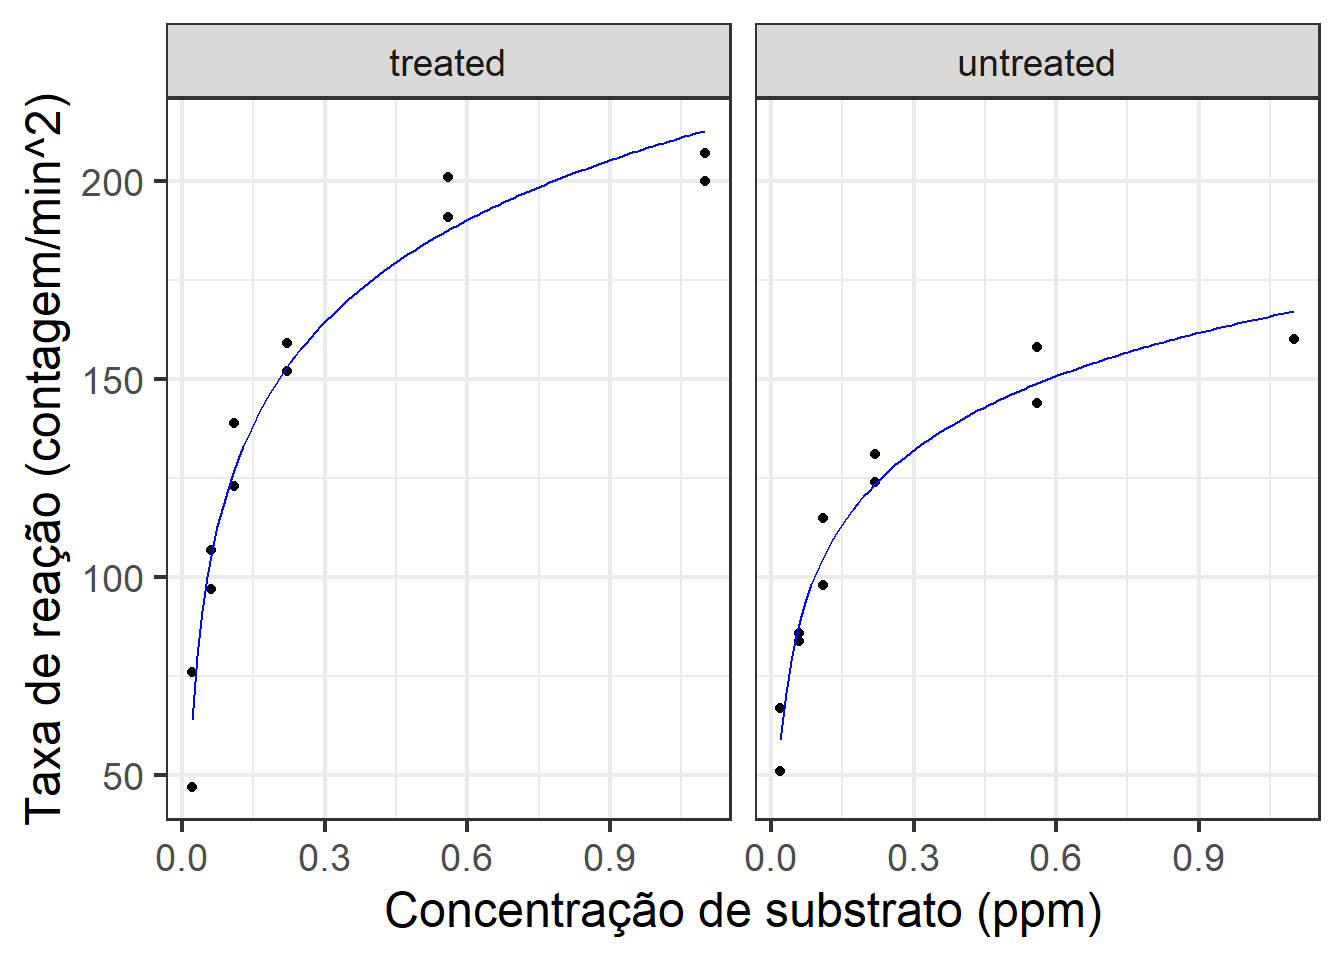 treated
untreated
Taxa de reação (contagem/min^2)
200
150
100
50
0.0 0.3 0.6 0.9
0.0 0.3 0.6 0.9
Concentração de substrato (ppm)